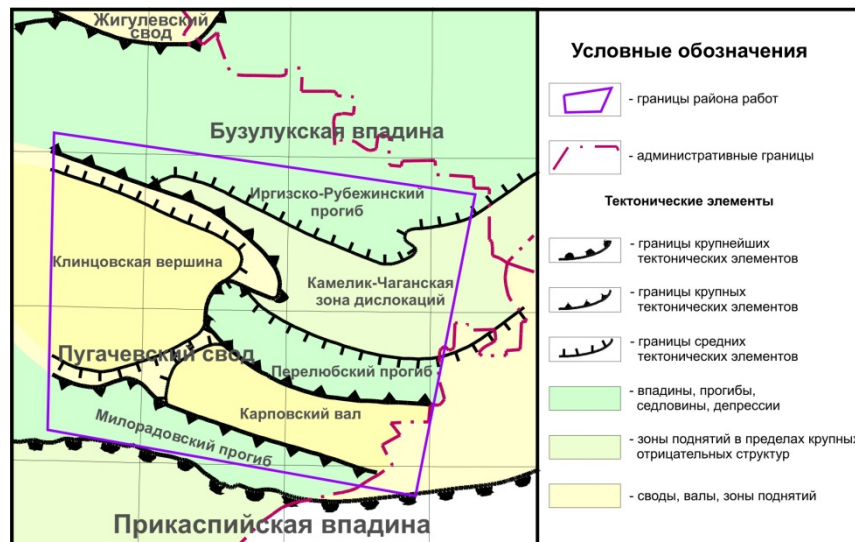 Жигулевский
свод
Бузулукская впадина
Иргизско-Рубежинский
прогиб
Клинцовская вершина
Камелик-Чаганская
зона дислокаций
Пугачевский свод
Перелюбский прогиб
Карповский вал
Милорадовский прогиб
Прикаспийская впадина
Условные обозначения
- границы района работ
- административные границы
Тектонические элементы
- границы крупнейших
тектонических элементов
- границы крупных
тектонических элементов
- границы средних
тектонических элементов
- впадины, прогибы,
седловины, депрессии
- зоны поднятий в пределах крупных
отрицательных структур
- своды, валы, зоны поднятий